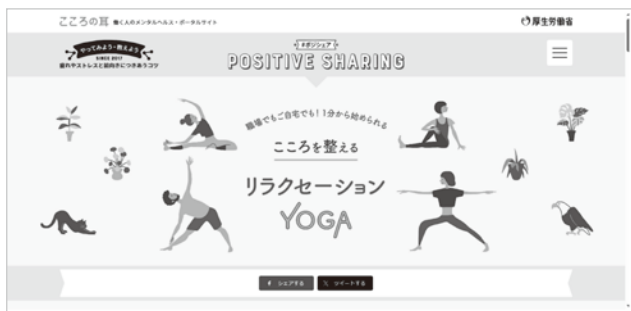 こころの耳 働く人のメンタルヘルス・ポータルサイト
厚生労働省
やってみよう・教えよう
SINCE 2017
疲れやストレスと前向きにつきあうコツ
#ポジシェア
POSITIVE SHARING
職場でもご自宅でも！1分から始められる
こころを整える
リラクセーション
YOGA
シェアする
ツイートする